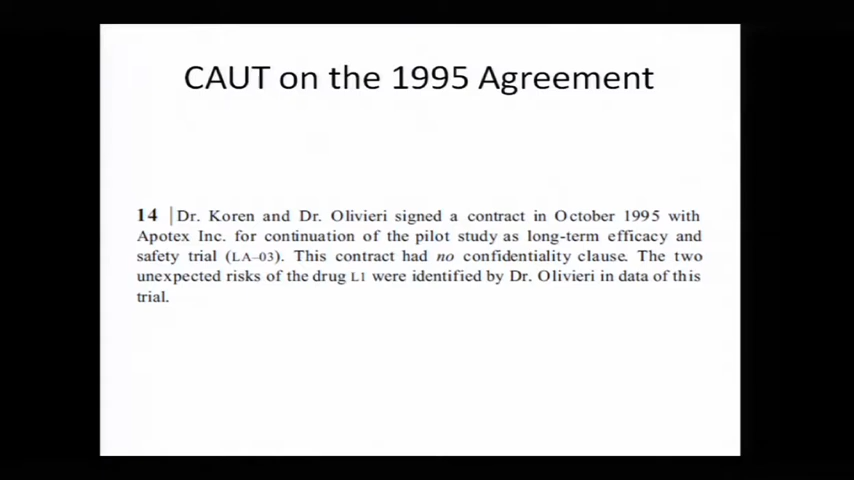 CAUT on the 1995 Agreement
14 | Dr. Koren and Dr. Olivieri signed a contract in October 1995 with
Apotex Inc. for continuation of the pilot study as long-term efficacy and
safety trial (LA–03). This contract had no confidentiality clause. The two
unexpected risks of the drug L1 were identified by Dr. Olivieri in data of this
trial.